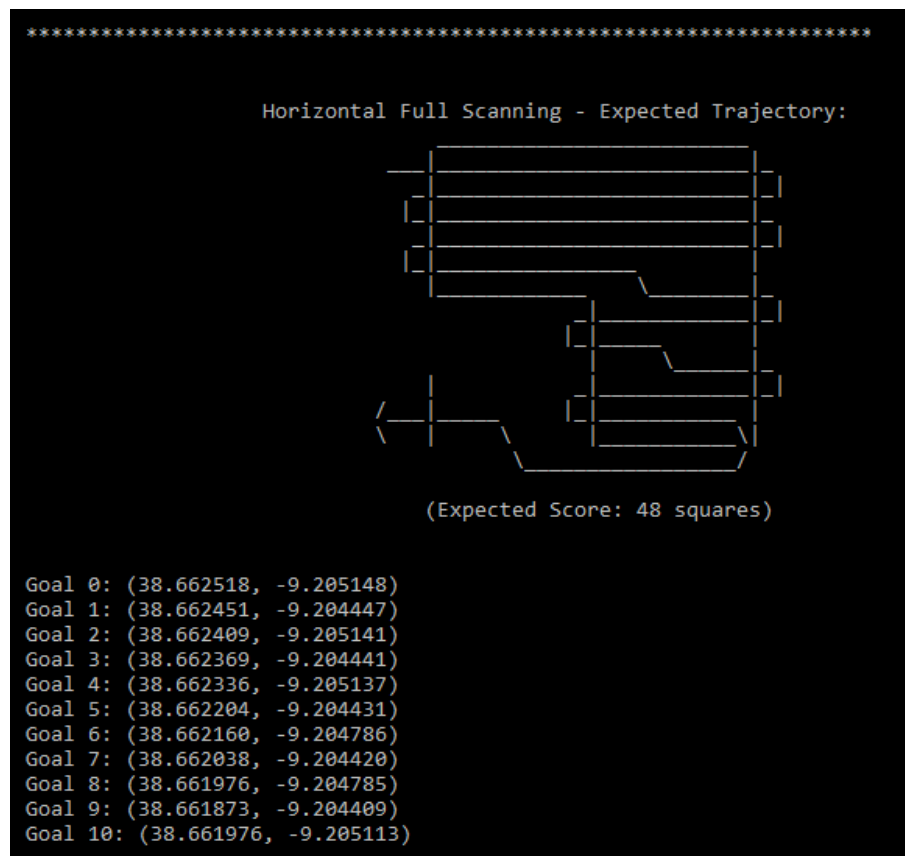 ********************************************************************
Horizontal Full Scanning - Expected Trajectory:
(Expected Score: 48 squares)
Goal 0: (38.662518, -9.205148)
Goal 1: (38.662451, -9.204447)
Goal 2: (38.662409, -9.205141)
Goal 3: (38.662369, -9.204441)
Goal 4: (38.662336, -9.205137)
Goal 5: (38.662204, -9.204431)
Goal 6: (38.662160, -9.204786)
Goal 7: (38.662038, -9.204420)
Goal 8: (38.661976, -9.204785)
Goal 9: (38.661873, -9.204409)
Goal 10: (38.661976, -9.205113)